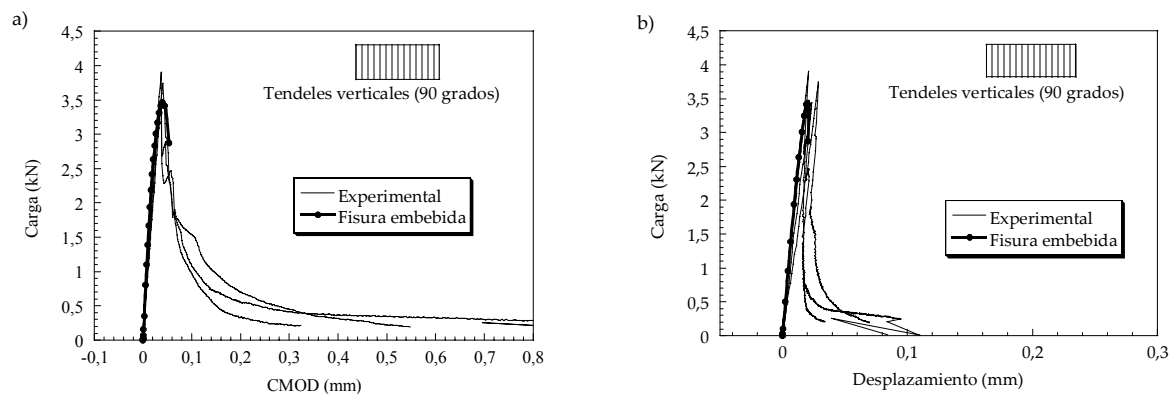 a)
4,5
4
3,5
3
2,5
2
1,5
1
0,5
0
Carga (kN)
-0,1 0 0,1 0,2 0,3 0,4 0,5 0,6 0,7 0,8
CMOD (mm)
Tendeles verticales (90 grados)
Experimental
Fisura embebida
b)
4,5
4
3,5
3
2,5
2
1,5
1
0,5
0
Carga (kN)
0 0,1 0,2 0,3
Desplazamiento (mm)
Tendeles verticales (90 grados)
Experimental
Fisura embebida